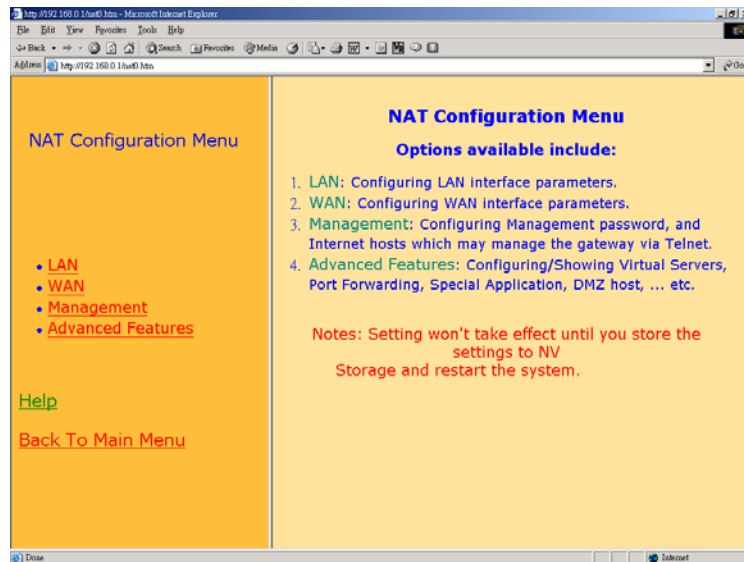 http://192.168.0.1/nat0.htm - Microsoft Internet Explorer
File Edit View Favorites Tools Help
Back Search Favorites Media
Address http://192.168.0.1/nat0.htm Go
NAT Configuration Menu
LAN
WAN
Management
Advanced Features
Help
Back To Main Menu
NAT Configuration Menu
Options available include:
1. LAN: Configuring LAN interface parameters.
2. WAN: Configuring WAN interface parameters.
3. Management: Configuring Management password, and
Internet hosts which may manage the gateway via Telnet.
4. Advanced Features: Configuring/Showing Virtual Servers,
Port Forwarding, Special Application, DMZ host, ... etc.
Notes: Setting won't take effect until you store the
settings to NV
Storage and restart the system.
Done Internet